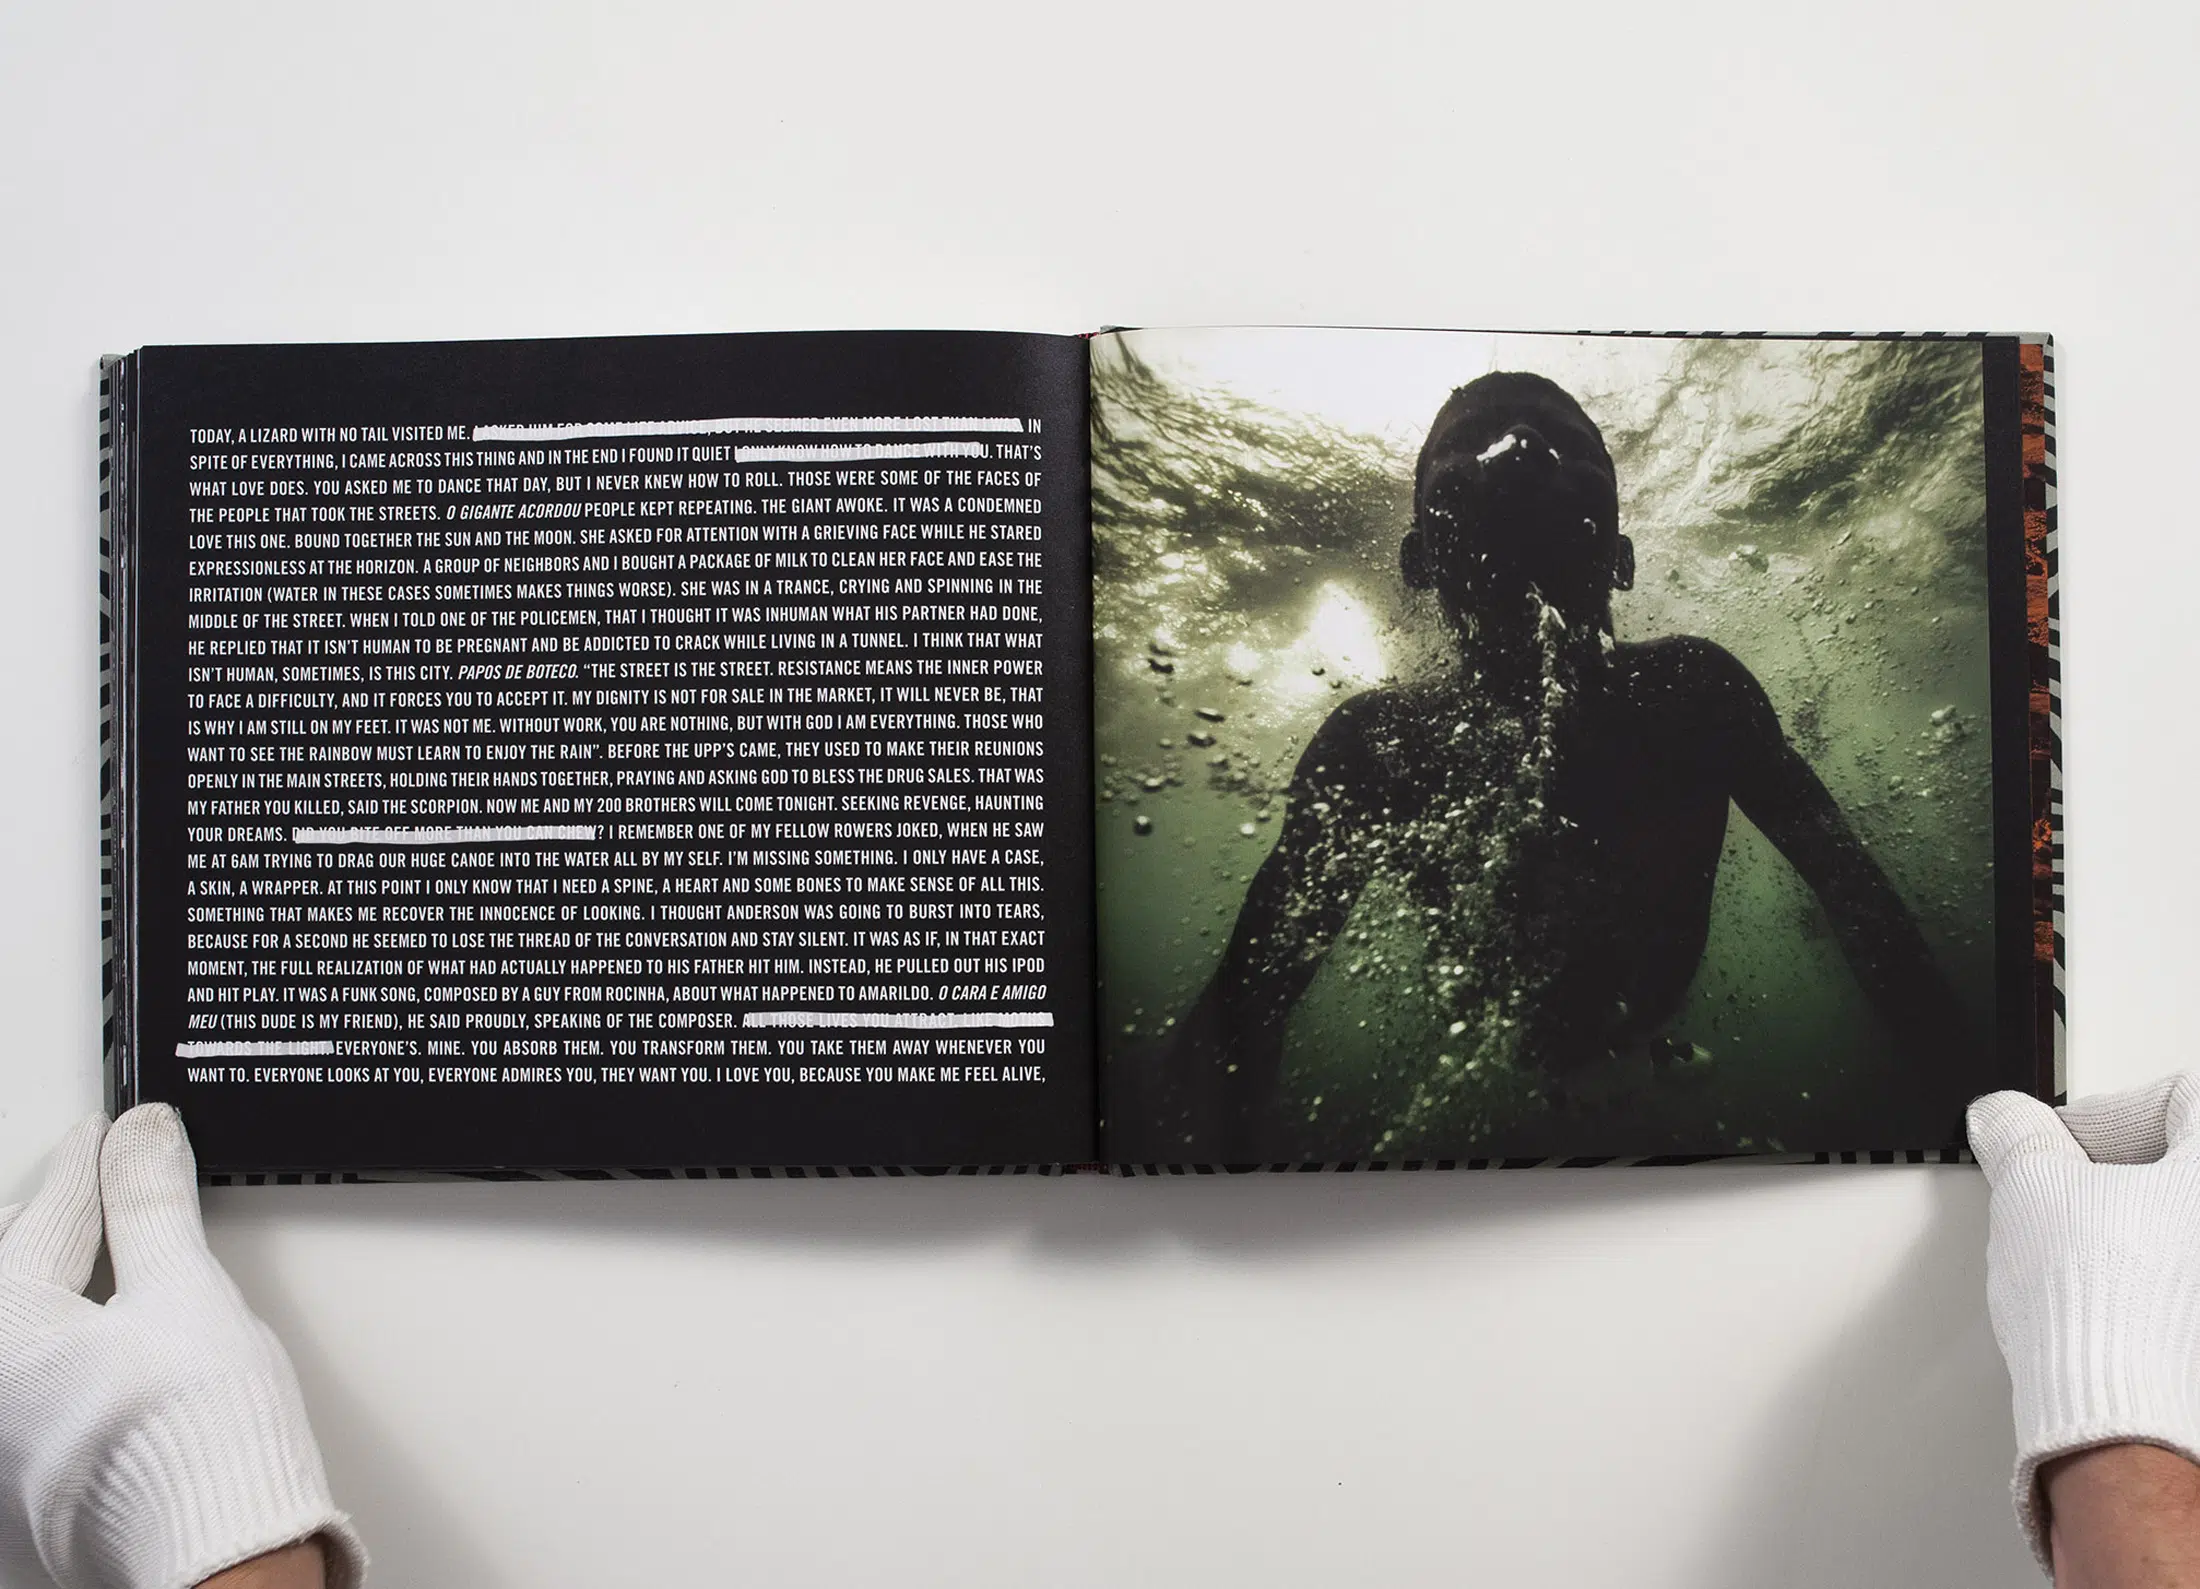 TODAY, A LIZARD WITH NO TAIL VISITED ME. I ASKED HIM FOR SOME LIFE ADVICE, BUT HE SEEMED EVEN MORE LOST THAN I WAS. IN
SPITE OF EVERYTHING, I CAME ACROSS THIS THING AND IN THE END I FOUND IT QUIET I ONLY KNOW HOW TO DANCE WITH YOU. THAT'S
WHAT LOVE DOES. YOU ASKED ME TO DANCE THAT DAY, BUT I NEVER KNEW HOW TO ROLL. THOSE WERE SOME OF THE FACES OF
THE PEOPLE THAT TOOK THE STREETS. O GIGANTE ACORDOU PEOPLE KEPT REPEATING. THE GIANT AWOKE. IT WAS A CONDEMNED
LOVE THIS ONE. BOUND TOGETHER THE SUN AND THE MOON. SHE ASKED FOR ATTENTION WITH A GRIEVING FACE WHILE HE STARED
EXPRESSIONLESS AT THE HORIZON. A GROUP OF NEIGHBORS AND I BOUGHT A PACKAGE OF MILK TO CLEAN HER FACE AND EASE THE
IRRITATION (WATER IN THESE CASES SOMETIMES MAKES THINGS WORSE). SHE WAS IN A TRANCE, CRYING AND SPINNING IN THE
MIDDLE OF THE STREET. WHEN I TOLD ONE OF THE POLICEMEN, THAT I THOUGHT IT WAS INHUMAN WHAT HIS PARTNER HAD DONE,
HE REPLIED THAT IT ISN'T HUMAN TO BE PREGNANT AND BE ADDICTED TO CRACK WHILE LIVING IN A TUNNEL. I THINK THAT WHAT
ISN'T HUMAN, SOMETIMES, IS THIS CITY. PAPOS DE BOTECO. “THE STREET IS THE STREET. RESISTANCE MEANS THE INNER POWER
TO FACE A DIFFICULTY, AND IT FORCES YOU TO ACCEPT IT. MY DIGNITY IS NOT FOR SALE IN THE MARKET, IT WILL NEVER BE, THAT
IS WHY I AM STILL ON MY FEET. IT WAS NOT ME. WITHOUT WORK, YOU ARE NOTHING, BUT WITH GOD I AM EVERYTHING. THOSE WHO
WANT TO SEE THE RAINBOW MUST LEARN TO ENJOY THE RAIN”. BEFORE THE UPP'S CAME, THEY USED TO MAKE THEIR REUNIONS
OPENLY IN THE MAIN STREETS, HOLDING THEIR HANDS TOGETHER, PRAYING AND ASKING GOD TO BLESS THE DRUG SALES. THAT WAS
MY FATHER YOU KILLED, SAID THE SCORPION. NOW ME AND MY 200 BROTHERS WILL COME TONIGHT. SEEKING REVENGE, HAUNTING
YOUR DREAMS. DID YOU BITE OFF MORE THAN YOU CAN CHEW? I REMEMBER ONE OF MY FELLOW ROWERS JOKED, WHEN HE SAW
ME AT 6AM TRYING TO DRAG OUR HUGE CANOE INTO THE WATER ALL BY MY SELF. I'M MISSING SOMETHING. I ONLY HAVE A CASE,
A SKIN, A WRAPPER. AT THIS POINT I ONLY KNOW THAT I NEED A SPINE, A HEART AND SOME BONES TO MAKE SENSE OF ALL THIS.
SOMETHING THAT MAKES ME RECOVER THE INNOCENCE OF LOOKING. I THOUGHT ANDERSON WAS GOING TO BURST INTO TEARS,
BECAUSE FOR A SECOND HE SEEMED TO LOSE THE THREAD OF THE CONVERSATION AND STAY SILENT. IT WAS AS IF, IN THAT EXACT
MOMENT, THE FULL REALIZATION OF WHAT HAD ACTUALLY HAPPENED TO HIS FATHER HIT HIM. INSTEAD, HE PULLED OUT HIS IPOD
AND HIT PLAY. IT WAS A FUNK SONG, COMPOSED BY A GUY FROM ROCINHA, ABOUT WHAT HAPPENED TO AMARILDO. O CARA E AMIGO
MEU (THIS DUDE IS MY FRIEND), HE SAID PROUDLY, SPEAKING OF THE COMPOSER. ALL THOSE LIVES YOU ATTRACT, LIKE MOTHS
TOWARDS THE LIGHT. EVERYONE'S. MINE. YOU ABSORB THEM. YOU TRANSFORM THEM. YOU TAKE THEM AWAY WHENEVER YOU
WANT TO. EVERYONE LOOKS AT YOU, EVERYONE ADMIRES YOU, THEY WANT YOU. I LOVE YOU, BECAUSE YOU MAKE ME FEEL ALIVE,